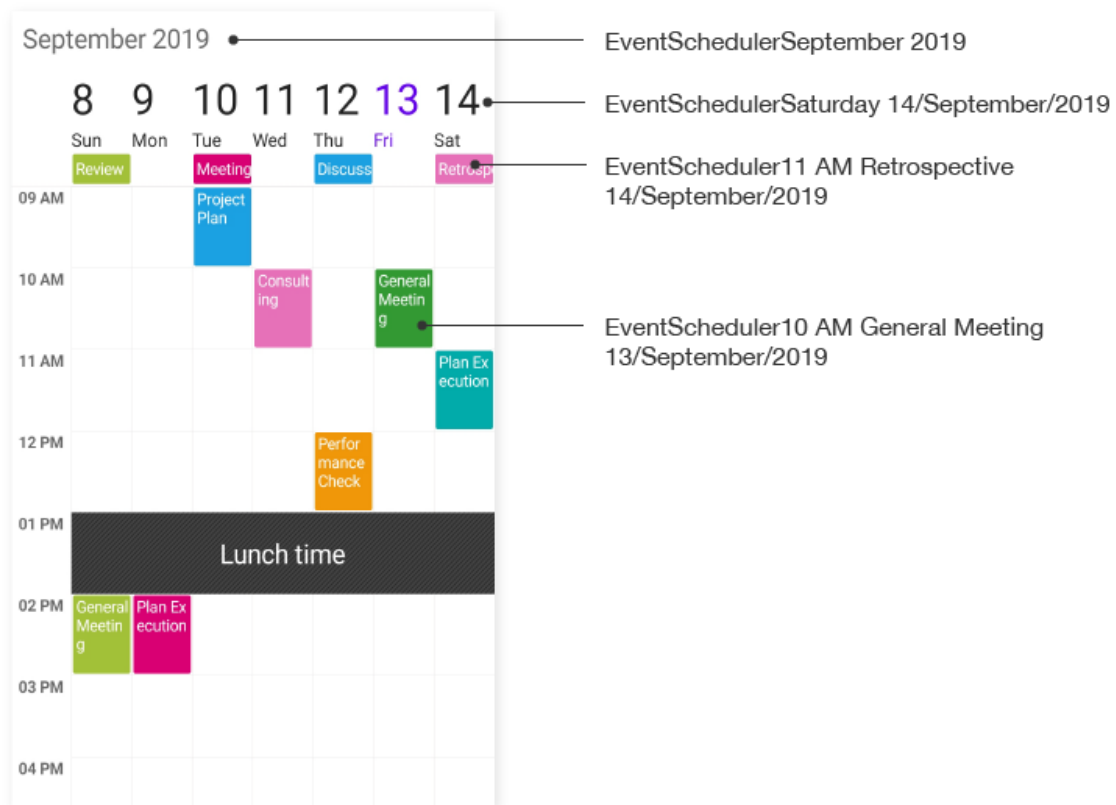 September 2019
EventSchedulerSeptember 2019
8 9 10 11 12 13 14
EventSchedulerSaturday 14/September/2019
Sun Mon Tue Wed Thu Fri Sat
Review Meeting Discuss Retrosp
EventScheduler11 AM Retrospective
14/September/2019
09 AM
Project
Plan
10 AM
Consult
ing
General
Meetin
g
EventScheduler10 AM General Meeting
13/September/2019
11 AM
Plan Ex
ecution
12 PM
Perfor
mance
Check
01 PM
Lunch time
02 PM
General
Meetin
g
Plan Ex
ecution
03 PM
04 PM